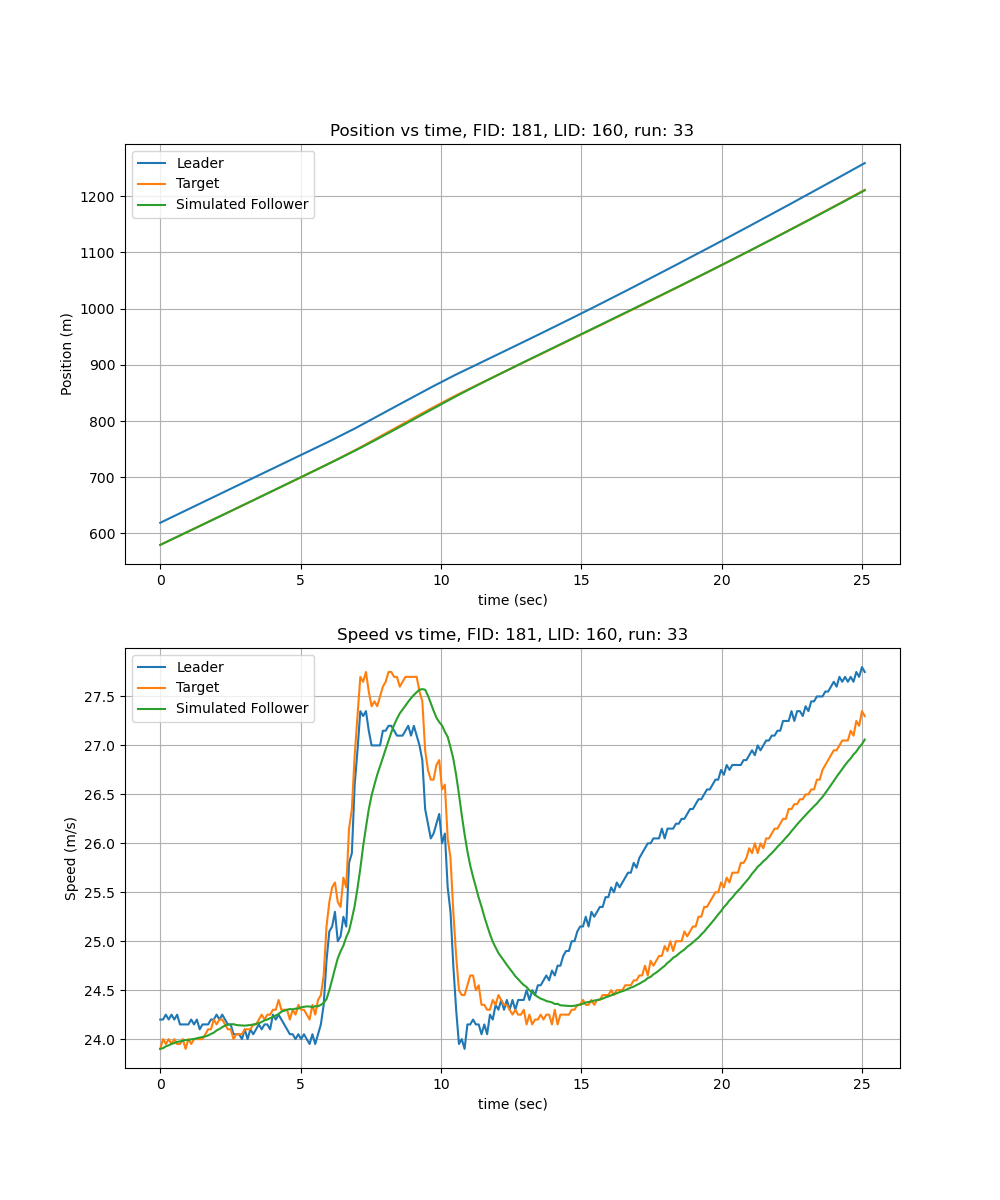 Position vs time, FID: 181, LID: 160, run: 33
Leader
Target
Simulated Follower
1200
1100
1000
900
800
700
600
Position (m)
0 5 10 15 20 25
time (sec)
Speed vs time, FID: 181, LID: 160, run: 33
Leader
Target
Simulated Follower
27.5
27.0
26.5
26.0
25.5
25.0
24.5
24.0
Speed (m/s)
0 5 10 15 20 25
time (sec)